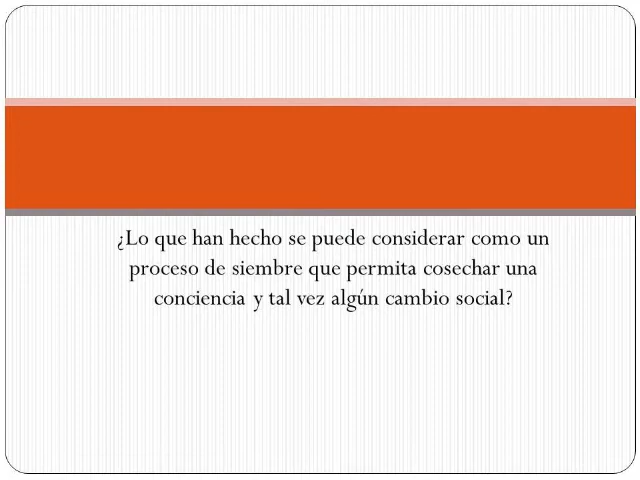 ¿Lo que han hecho se puede considerar como un
proceso de siembre que permita cosechar una
conciencia y tal vez algún cambio social?